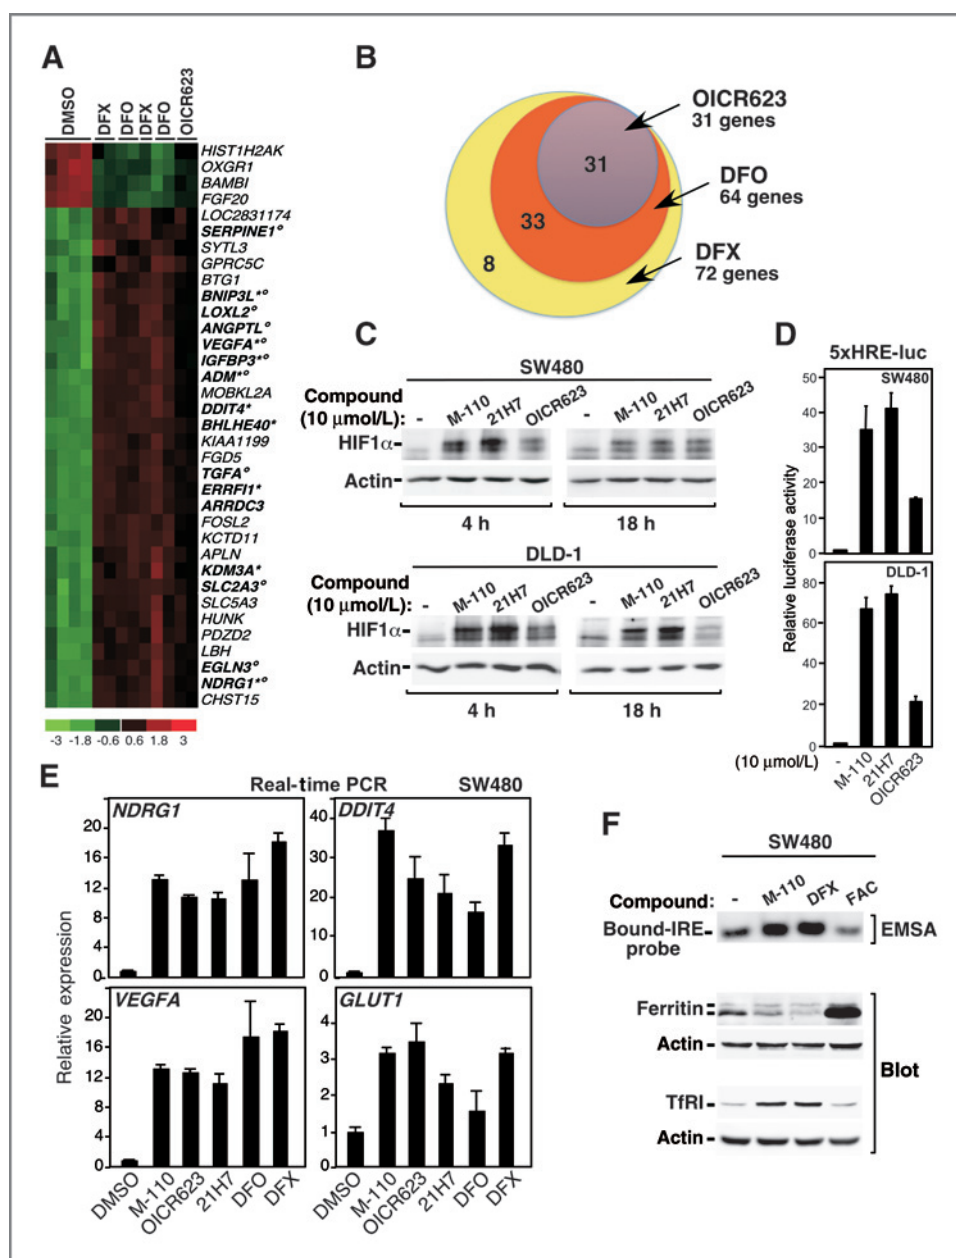 A
DMSO
DFX
DFO
DFX
DFO
OICR623
HIST1H2AK
OXGR1
BAMBI
FGF20
LOC2831174
SERPINE1°
SYTL3
GPRC5C
BTG1
BNIP3L*°
LOXL2°
ANGPTL°
VEGFA*°
IGFBP3*°
ADM*°
MOBKL2A
DDIT4*
BHLHE40*
KIAA1199
FGD5
TGFA°
ERRFI1*
ARRDC3
FOSL2
KCTD11
APLN
KDM3A*
SLC2A3°
SLC5A3
HUNK
PDZD2
LBH
EGLN3°
NDRG1*°
CHST15
-3 -1.8 -0.6 0.6 1.8 3
B
OICR623
31 genes
31
DFO
64 genes
33
DFX
72 genes
8
C
SW480
Compound
(10 μmol/L):
- M-110 21H7 OICR623 - M-110 21H7 OICR623
HIF1α
Actin
4 h 18 h
DLD-1
Compound
(10 μmol/L):
- M-110 21H7 OICR623 - M-110 21H7 OICR623
HIF1α
Actin
4 h 18 h
D
5xHRE-luc
SW480
50
40
30
20
10
0
DLD-1
80
60
40
20
0
Relative luciferase activity
(10 μmol/L)
- M-110 21H7 OICR623
E
Real-time PCR SW480
NDRG1
20
16
12
8
4
0
DDIT4
40
20
0
VEGFA
20
16
12
8
4
0
GLUT1
4
3
2
1
0
Relative expression
DMSO M-110 OICR623 21H7 DFO DFX
DMSO M-110 OICR623 21H7 DFO DFX
F
SW480
Compound: - M-110 DFX FAC
Bound-IRE
probe
EMSA
Ferritin
Actin
TfRI
Actin
Blot